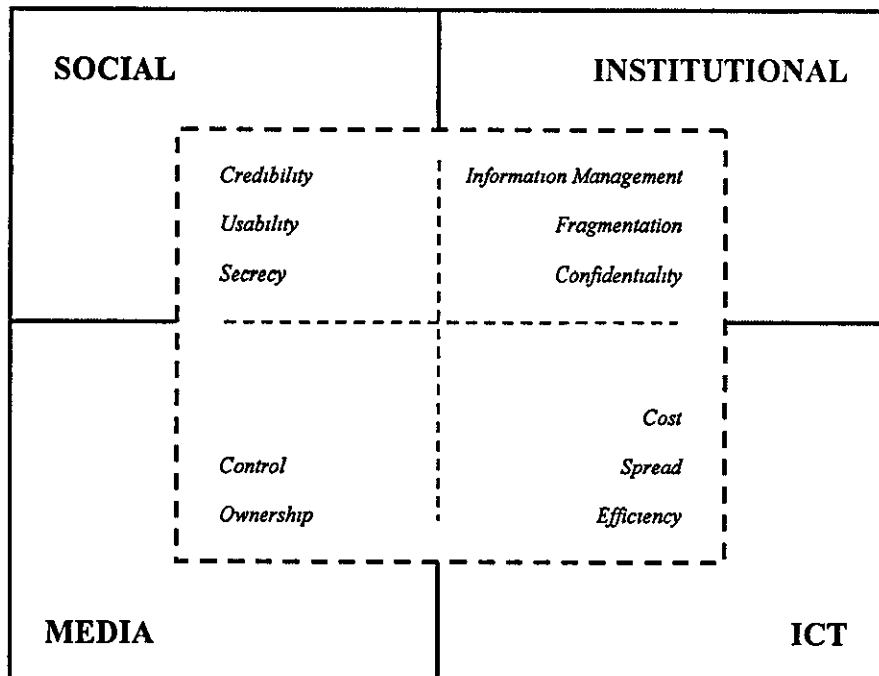 SOCIAL
INSTITUTIONAL
Credibility
Information Management
Usability
Fragmentation
Secrecy
Confidentiality
Cost
Control
Spread
Ownership
Efficiency
MEDIA
ICT